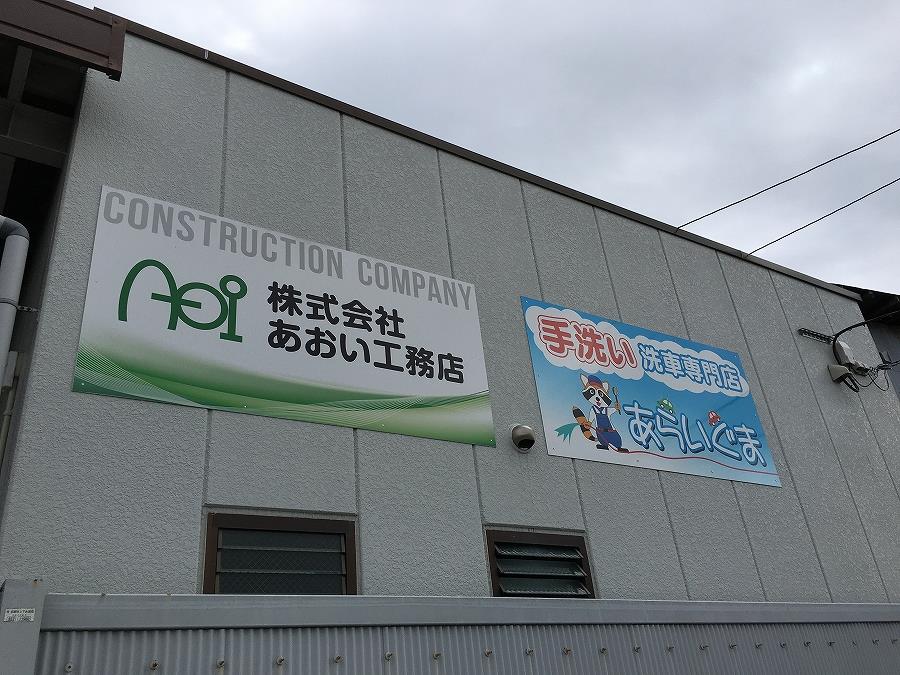 CONSTRUCTION COMPANY
AOi
株式会社
あおい工務店
手洗い 洗車専門店
あらいぐま